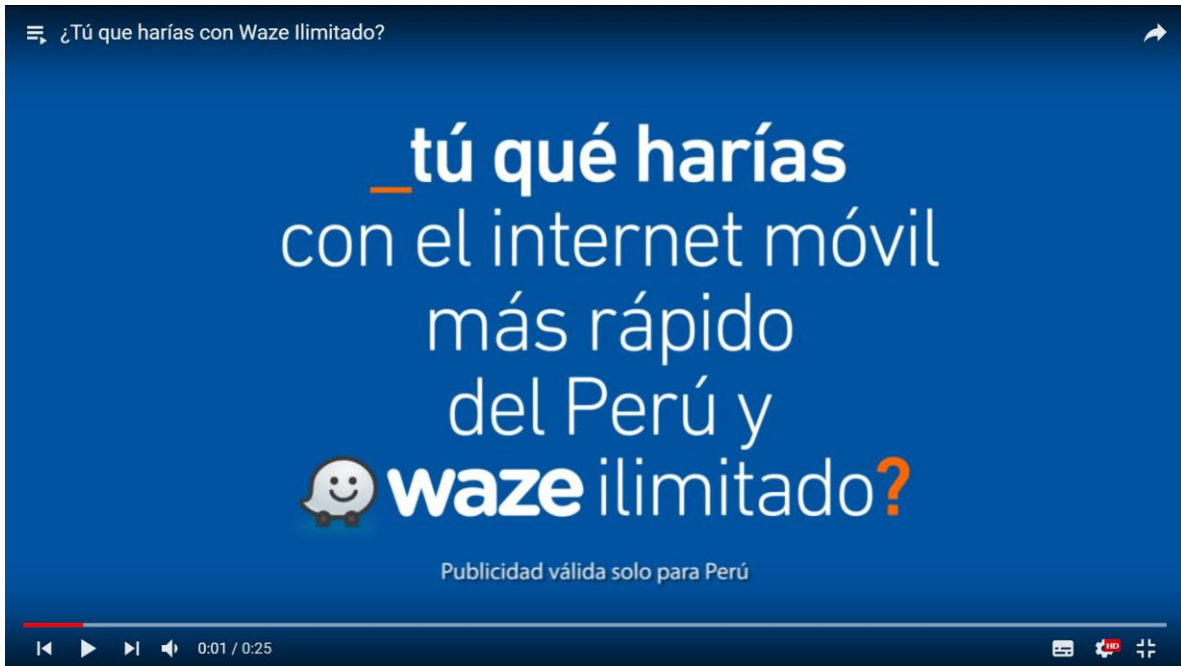 ¿Tú que harías con Waze Ilimitado?
_tú qué harías
con el internet móvil
más rápido
del Perú y
waze ilimitado?
Publicidad válida solo para Perú
0:01 / 0:25
HD